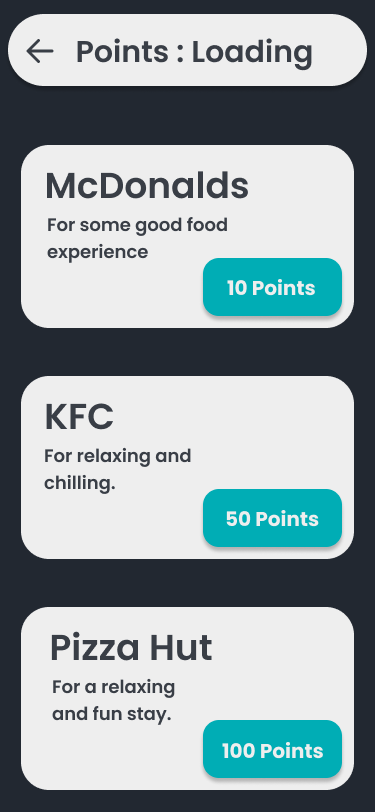 Points : Loading
McDonalds
For some good food
experience
10 Points
KFC
For relaxing and
chilling.
50 Points
Pizza Hut
For a relaxing
and fun stay.
100 Points